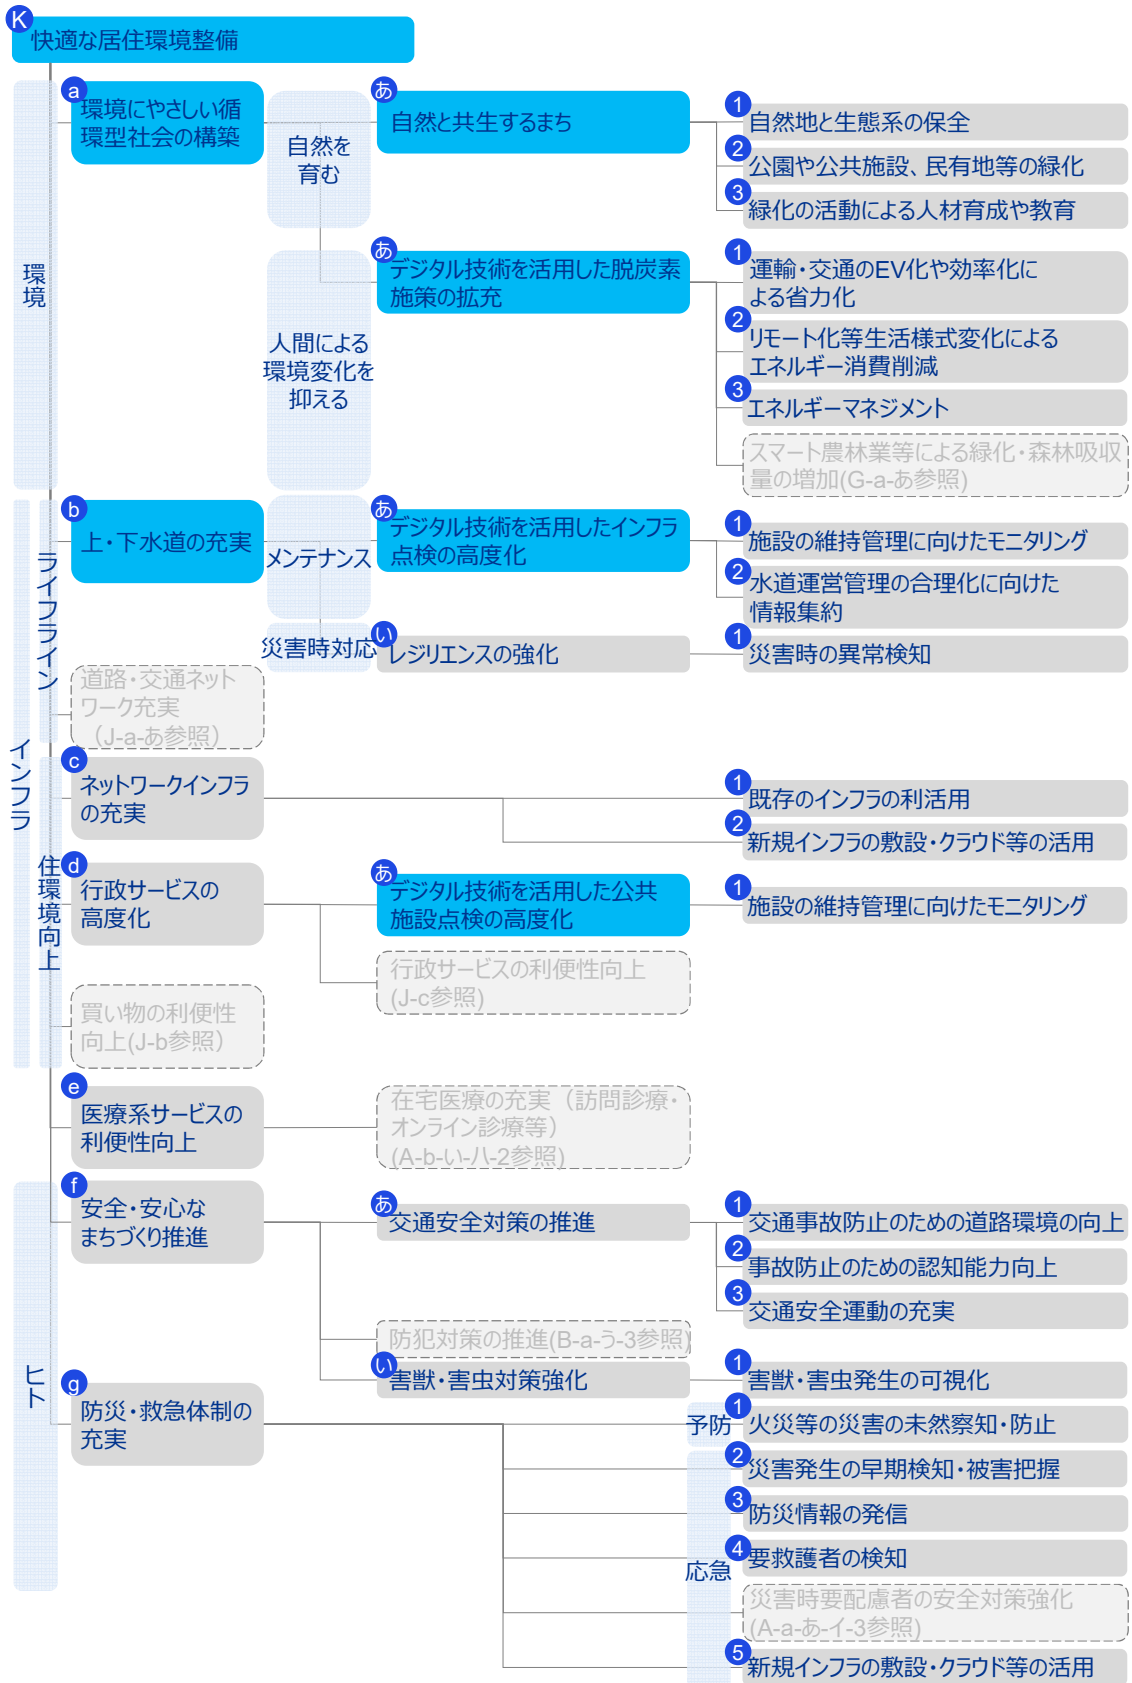 K
快適な居住環境整備
環境
a
環境にやさしい循
環型社会の構築
自然を
育む
あ
自然と共生するまち
1
自然地と生態系の保全
2
公園や公共施設、民有地等の緑化
3
緑化の活動による人材育成や教育
人間による
環境変化を
抑える
あ
デジタル技術を活用した脱炭素
施策の拡充
1
運輸・交通のEV化や効率化に
よる省力化
2
リモート化等生活様式変化による
エネルギー消費削減
3
エネルギーマネジメント
スマート農林業等による緑化・森林吸収
量の増加(G-a-あ参照)
インフラ
ライフライン
b
上・下水道の充実
メンテナンス
あ
デジタル技術を活用したインフラ
点検の高度化
1
施設の維持管理に向けたモニタリング
2
水道運営管理の合理化に向けた
情報集約
災害時対応
い
レジリエンスの強化
1
災害時の異常検知
道路・交通ネット
ワーク充実
（J-a-あ参照）
住環境向上
c
ネットワークインフラ
の充実
1
既存のインフラの利活用
2
新規インフラの敷設・クラウド等の活用
d
行政サービスの
高度化
あ
デジタル技術を活用した公共
施設点検の高度化
1
施設の維持管理に向けたモニタリング
行政サービスの利便性向上
(J-c参照)
買い物の利便性
向上(J-b参照）
e
医療系サービスの
利便性向上
在宅医療の充実（訪問診療・
オンライン診療等）
(A-b-い-ハ-2参照)
ヒト
f
安全・安心な
まちづくり推進
あ
交通安全対策の推進
1
交通事故防止のための道路環境の向上
2
事故防止のための認知能力向上
3
交通安全運動の充実
防犯対策の推進(B-a-う-3参照)
い
害獣・害虫対策強化
1
害獣・害虫発生の可視化
g
防災・救急体制の
充実
予防
1
火災等の災害の未然察知・防止
応急
2
災害発生の早期検知・被害把握
3
防災情報の発信
4
要救護者の検知
災害時要配慮者の安全対策強化
(A-a-あ-イ-3参照)
5
新規インフラの敷設・クラウド等の活用